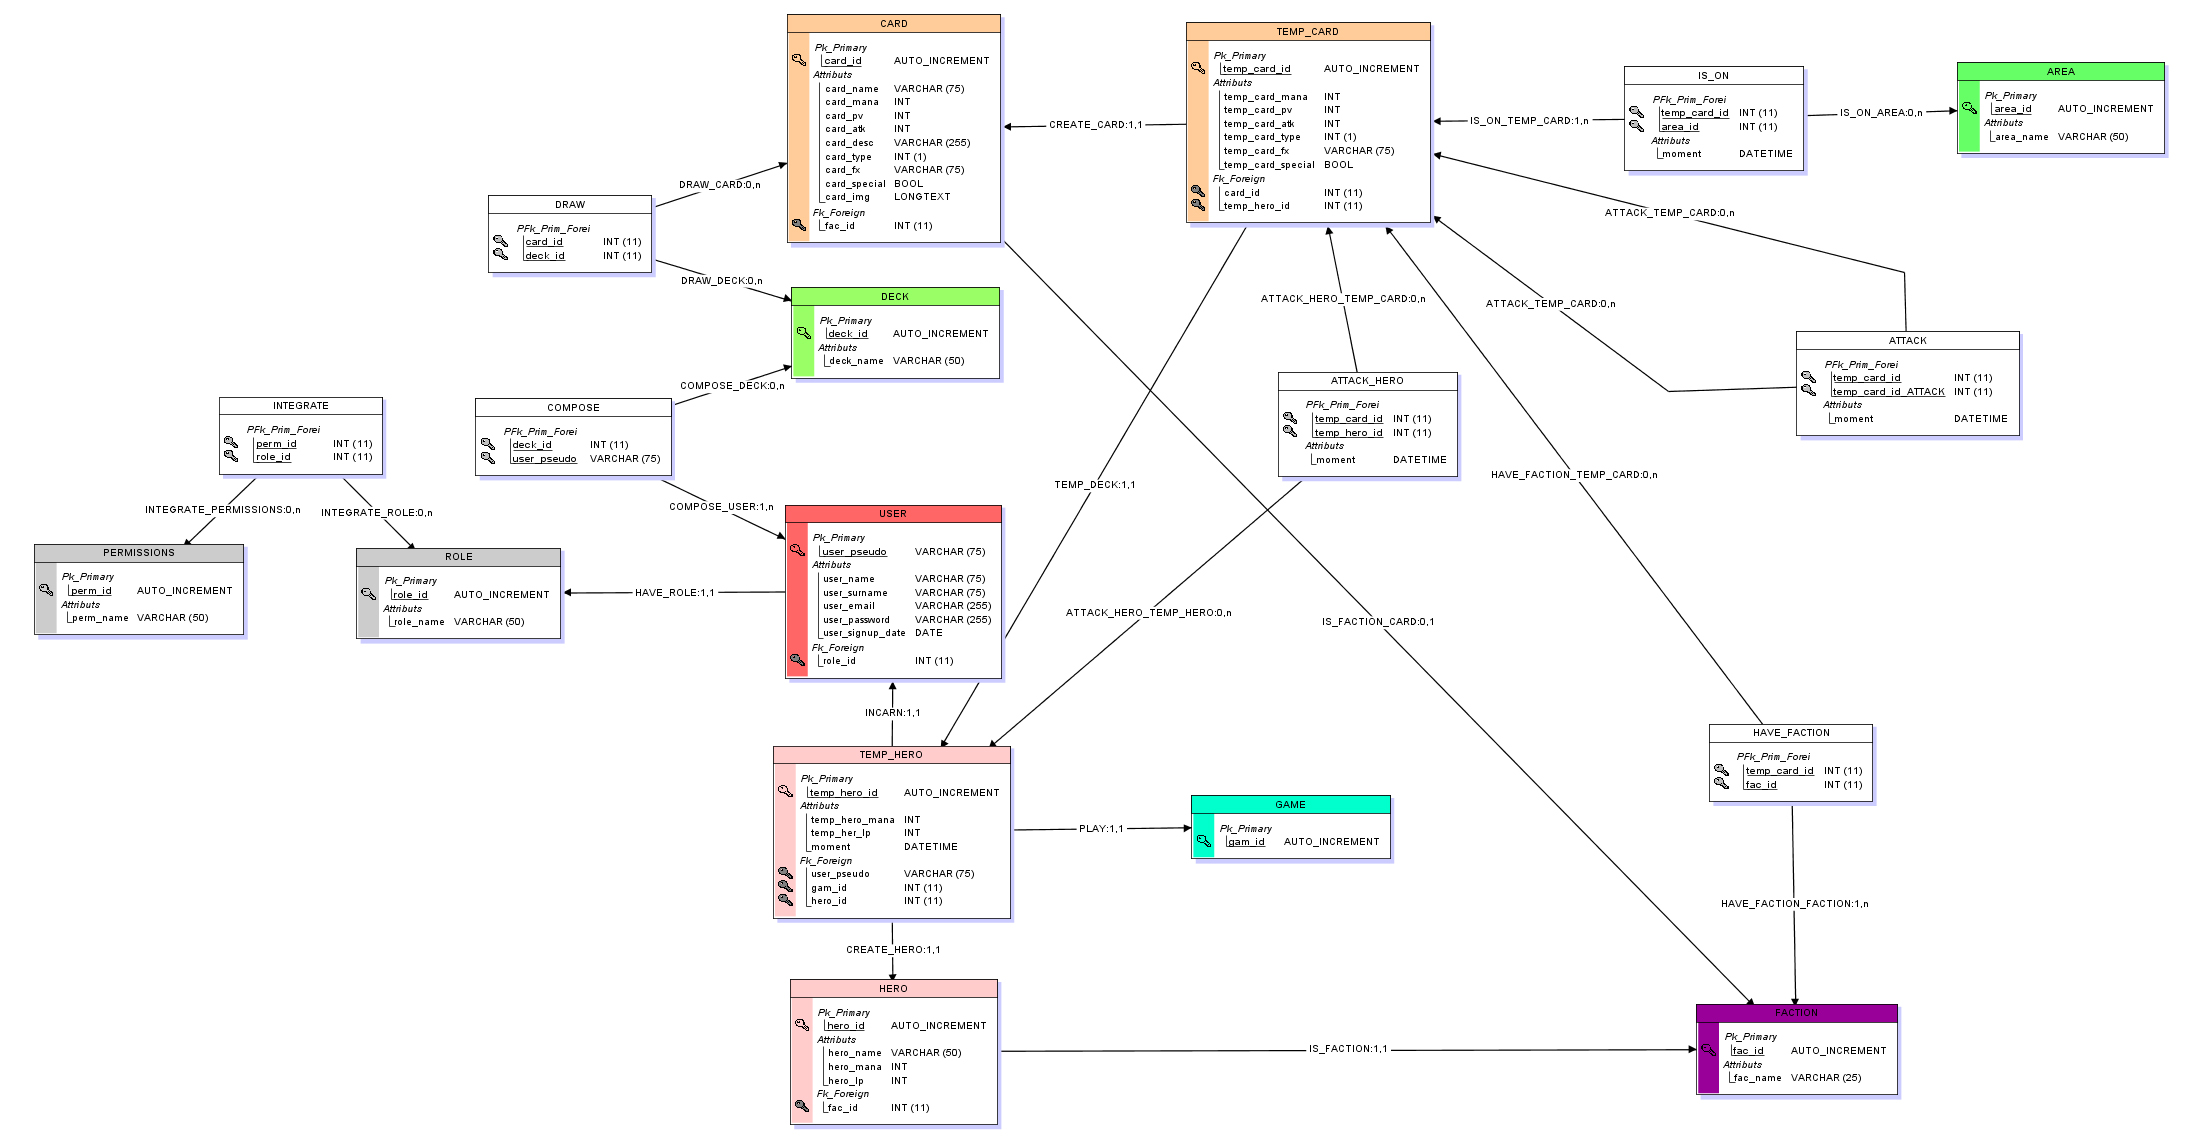 CARD
Pk_Primary
card_id AUTO_INCREMENT
Attributs
card_name VARCHAR (75)
card_mana INT
card_pv INT
card_atk INT
card_desc VARCHAR (255)
card_type INT (1)
card_fx VARCHAR (75)
card_special BOOL
card_img LONGTEXT
Fk_Foreign
fac_id INT (11)
CREATE_CARD:1,1
TEMP_CARD
Pk_Primary
temp_card_id AUTO_INCREMENT
Attributs
temp_card_mana INT
temp_card_pv INT
temp_card_atk INT
temp_card_type INT (1)
temp_card_fx VARCHAR (75)
temp_card_special BOOL
Fk_Foreign
card_id INT (11)
temp_hero_id INT (11)
IS_ON_TEMP_CARD:1,n
IS_ON
PFk_Prim_Forei
temp_card_id INT (11)
area_id INT (11)
Attributs
moment DATETIME
IS_ON_AREA:0,n
AREA
Pk_Primary
area_id AUTO_INCREMENT
Attributs
area_name VARCHAR (50)
DRAW_CARD:0,n
DRAW
PFk_Prim_Forei
card_id INT (11)
deck_id INT (11)
DRAW_DECK:0,n
DECK
Pk_Primary
deck_id AUTO_INCREMENT
Attributs
deck_name VARCHAR (50)
ATTACK_TEMP_CARD:0,n
ATTACK_HERO_TEMP_CARD:0,n
ATTACK_TEMP_CARD:0,n
ATTACK
PFk_Prim_Forei
temp_card_id INT (11)
temp_card_id_ATTACK INT (11)
Attributs
moment DATETIME
ATTACK_HERO
PFk_Prim_Forei
temp_card_id INT (11)
temp_hero_id INT (11)
Attributs
moment DATETIME
COMPOSE_DECK:0,n
INTEGRATE
PFk_Prim_Forei
perm_id INT (11)
role_id INT (11)
COMPOSE
PFk_Prim_Forei
deck_id INT (11)
user_pseudo VARCHAR (75)
HAVE_FACTION_TEMP_CARD:0,n
TEMP_DECK:1,1
INTEGRATE_PERMISSIONS:0,n
INTEGRATE_ROLE:0,n
COMPOSE_USER:1,n
USER
Pk_Primary
user_pseudo VARCHAR (75)
Attributs
user_name VARCHAR (75)
user_surname VARCHAR (75)
user_email VARCHAR (255)
user_password VARCHAR (255)
user_signup_date DATE
Fk_Foreign
role_id INT (11)
PERMISSIONS
Pk_Primary
perm_id AUTO_INCREMENT
Attributs
perm_name VARCHAR (50)
ROLE
Pk_Primary
role_id AUTO_INCREMENT
Attributs
role_name VARCHAR (50)
HAVE_ROLE:1,1
ATTACK_HERO_TEMP_HERO:0,n
IS_FACTION_CARD:0,1
INCARN:1,1
TEMP_HERO
Pk_Primary
temp_hero_id AUTO_INCREMENT
Attributs
temp_hero_mana INT
temp_her_lp INT
moment DATETIME
Fk_Foreign
user_pseudo VARCHAR (75)
gam_id INT (11)
hero_id INT (11)
PLAY:1,1
GAME
Pk_Primary
gam_id AUTO_INCREMENT
HAVE_FACTION
PFk_Prim_Forei
temp_card_id INT (11)
fac_id INT (11)
HAVE_FACTION_FACTION:1,n
CREATE_HERO:1,1
HERO
Pk_Primary
hero_id AUTO_INCREMENT
Attributs
hero_name VARCHAR (50)
hero_mana INT
hero_lp INT
Fk_Foreign
fac_id INT (11)
IS_FACTION:1,1
FACTION
Pk_Primary
fac_id AUTO_INCREMENT
Attributs
fac_name VARCHAR (25)